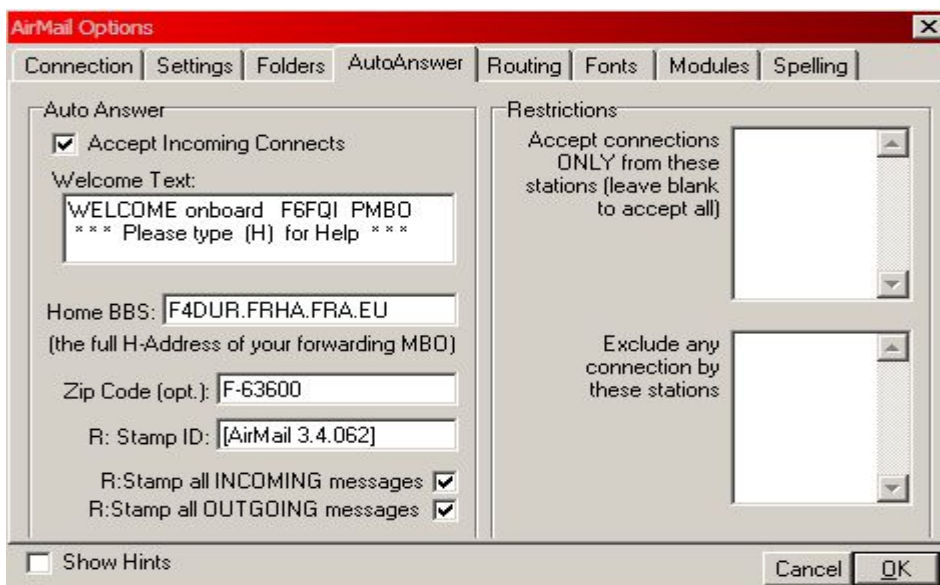 AirMail Options
Connection Settings Folders AutoAnswer Routing Fonts Modules Spelling
Auto Answer
Accept Incoming Connects
Welcome Text:
WELCOME onboard F6FQI PMBO
*** Please type (H) for Help ***
Home BBS: F4DUR.FRHA.FRA.EU
(the full H-Address of your forwarding MBO)
Zip Code (opt.): F-63600
R: Stamp ID: [AirMail 3.4.062]
R:Stamp all INCOMING messages
R:Stamp all OUTGOING messages
Restrictions
Accept connections
ONLY from these
stations (leave blank
to accept all)
Exclude any
connection by
these stations
Show Hints
Cancel OK